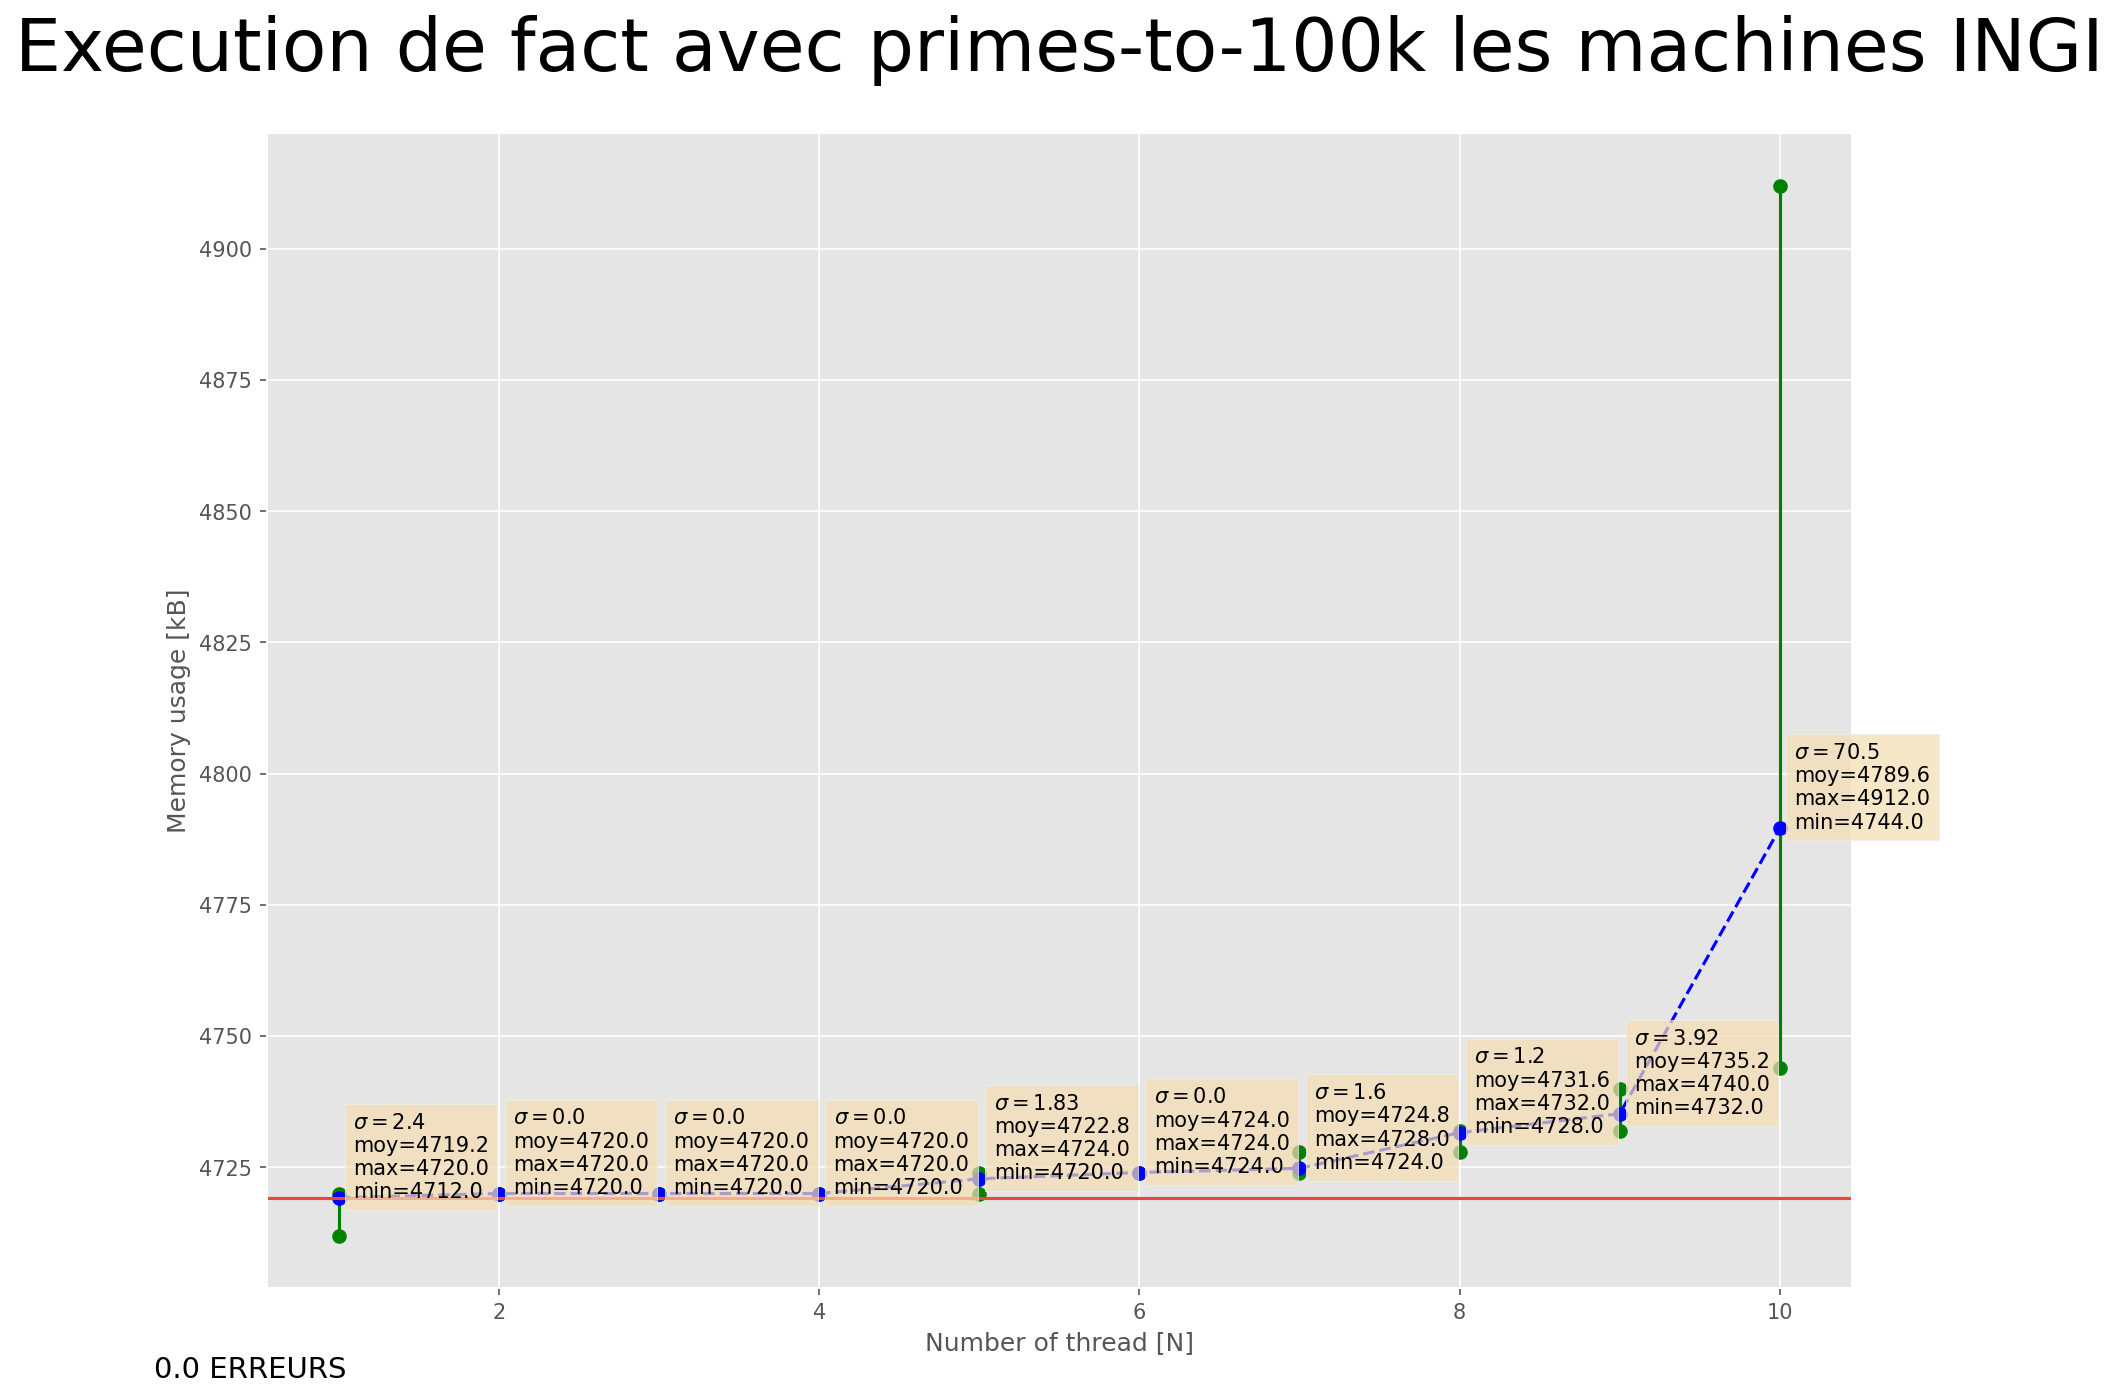 Execution de fact avec primes-to-100k les machines INGI
4900
4875
4850
4825
4800
4775
4750
4725
Memory usage [kB]
σ = 2.4
moy=4719.2
max=4720.0
min=4712.0
σ = 0.0
moy=4720.0
max=4720.0
min=4720.0
σ = 0.0
moy=4720.0
max=4720.0
min=4720.0
σ = 0.0
moy=4720.0
max=4720.0
min=4720.0
σ = 1.83
moy=4722.8
max=4724.0
min=4720.0
σ = 0.0
moy=4724.0
max=4724.0
min=4724.0
σ = 1.6
moy=4724.8
max=4728.0
min=4724.0
σ = 1.2
moy=4731.6
max=4732.0
min=4728.0
σ = 3.92
moy=4735.2
max=4740.0
min=4732.0
σ = 70.5
moy=4789.6
max=4912.0
min=4744.0
2
4
6
8
10
Number of thread [N]
0.0 ERREURS